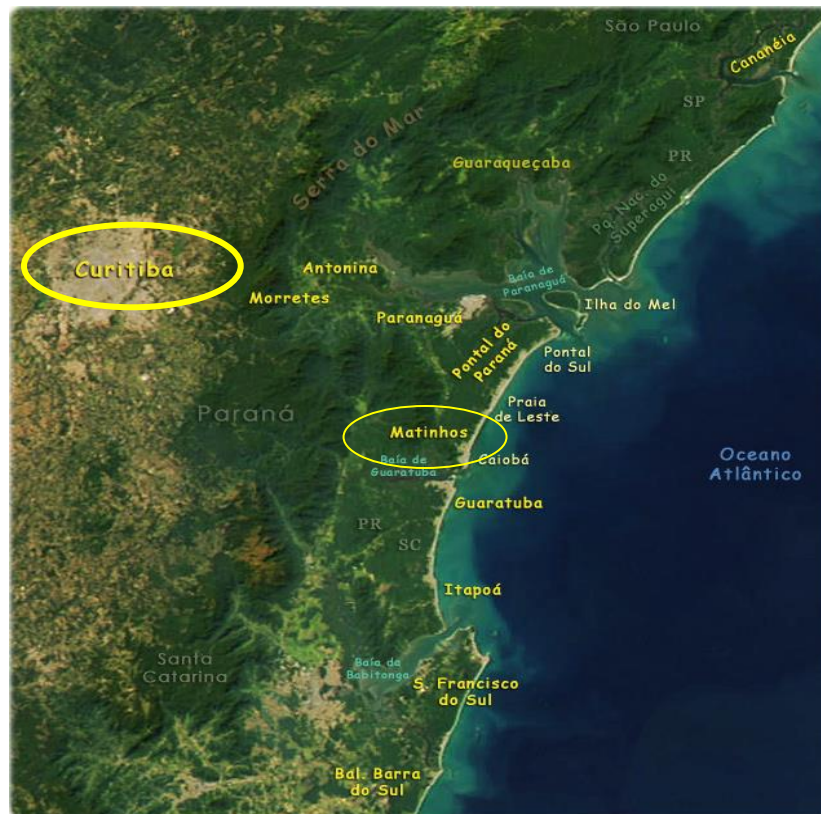 São Paulo
Cananéia
SP
Serra do Mar
PR
Guaraqueçaba
Pq. Nac. do
Superagui
Curitiba
Antonina
Baía de
Paranaguá
Morretes
Ilha do Mel
Paranaguá
Pontal do
Paraná
Pontal
do Sul
Praia
de Leste
Paraná
Matinhos
Baía de
Guaratuba
Caiobá
Oceano
Atlântico
Guaratuba
PR
SC
Itapoá
Santa
Catarina
Baía de
Babitonga
S. Francisco
do Sul
Bal. Barra
do Sul